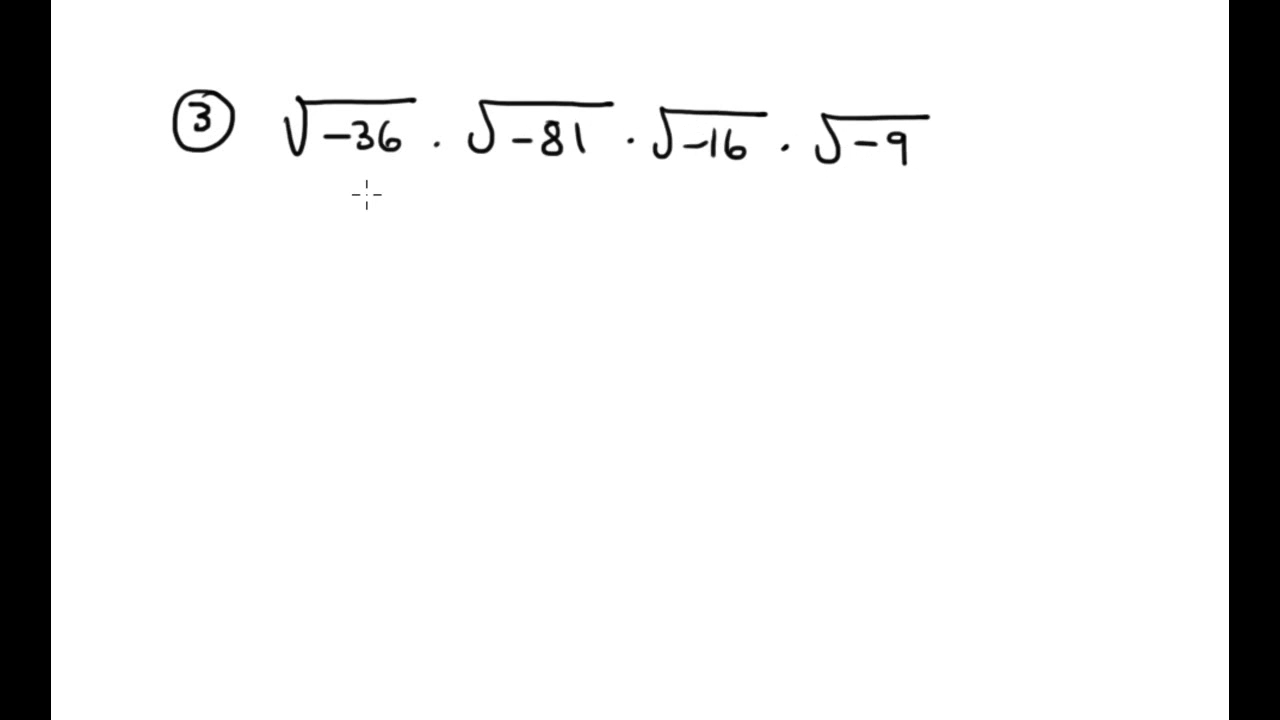 ③ √-36 · √-81 · √-16 · √-9